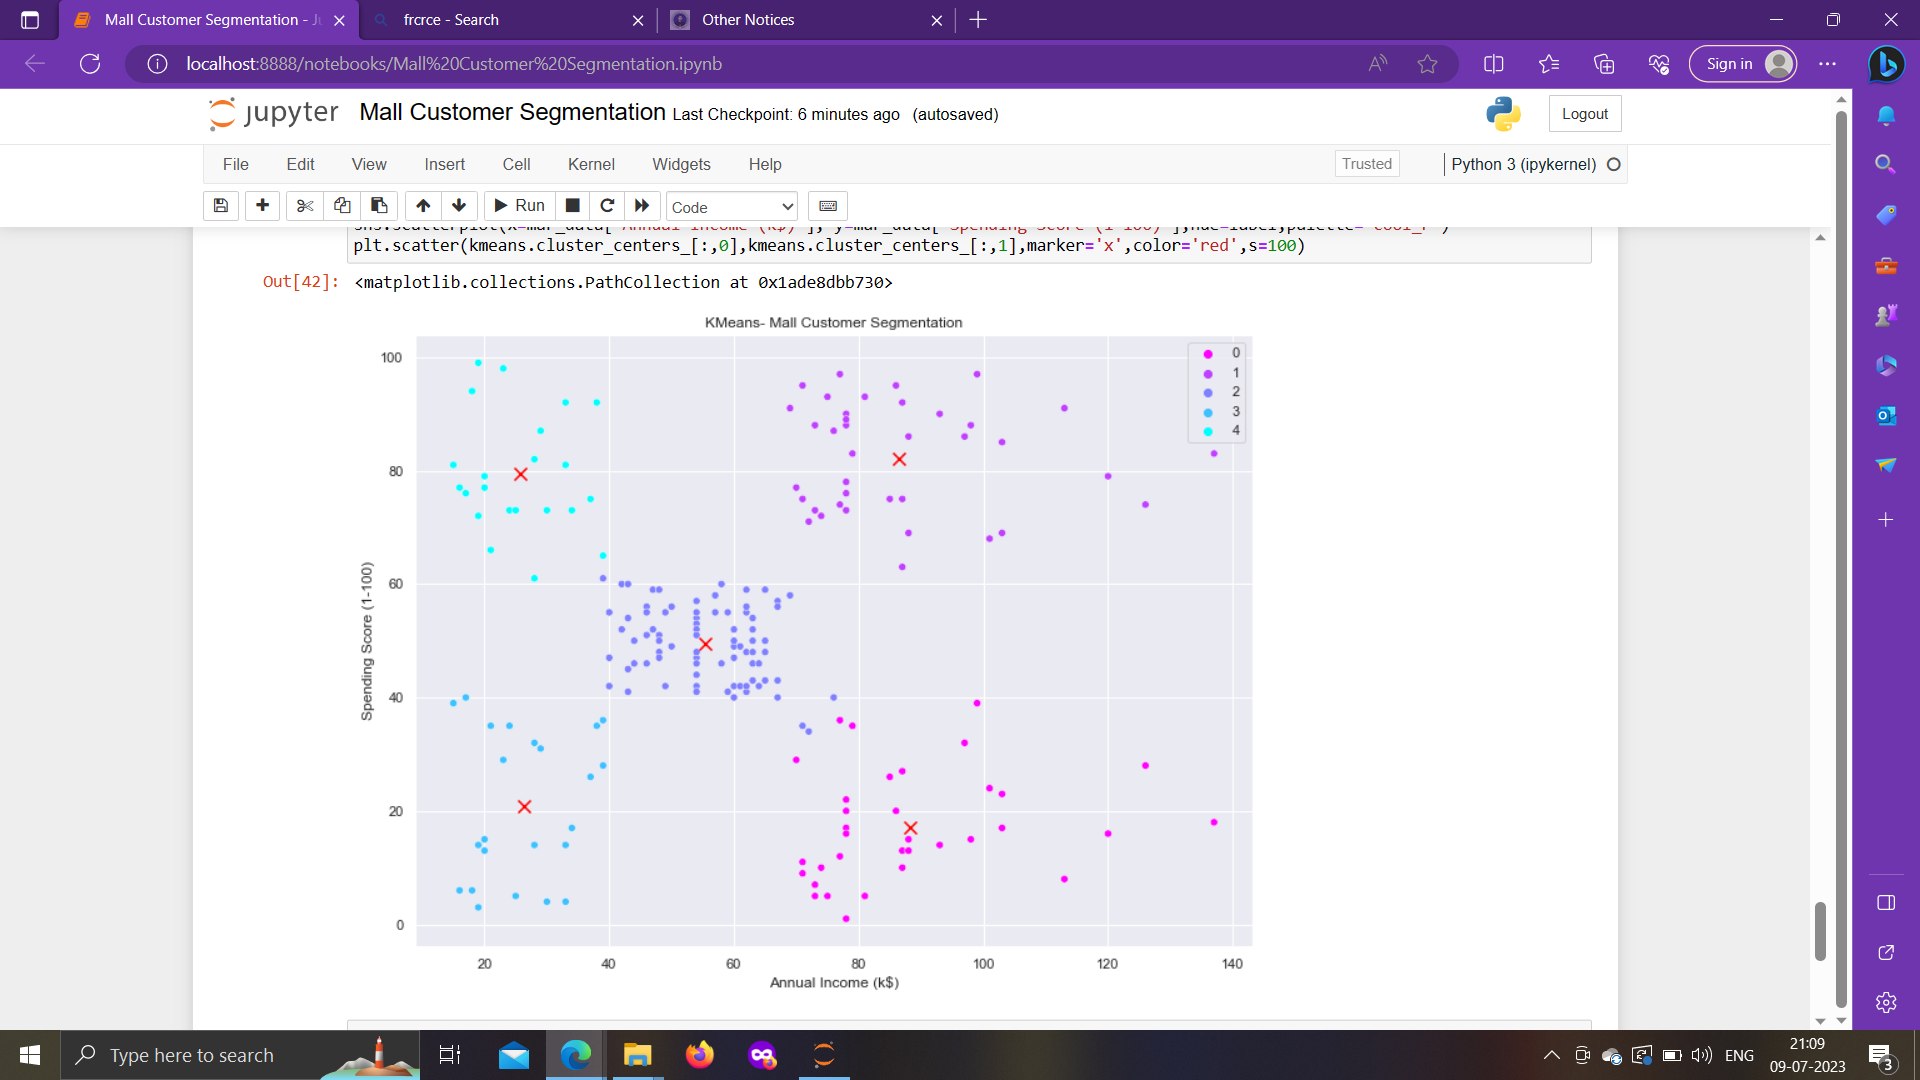 Mall Customer Segmentation - Ju
frcrce - Search
Other Notices
localhost:8888/notebooks/Mall%20Customer%20Segmentation.ipynb
Sign in
jupyter Mall Customer Segmentation Last Checkpoint: 6 minutes ago (autosaved)
Logout
File Edit View Insert Cell Kernel Widgets Help
Trusted
Python 3 (ipykernel)
Run
Code
plt.scatter(kmeans.cluster_centers_[:,0],kmeans.cluster_centers_[:,1],marker='x',color='red',s=100)
Out[42]: <matplotlib.collections.PathCollection at 0x1ade8dbb730>
KMeans- Mall Customer Segmentation
100
80
60
40
20
0
Spending Score (1-100)
0
1
2
3
4
20 40 60 80 100 120 140
Annual Income (k$)
Type here to search
ENG
21:09
09-07-2023
3